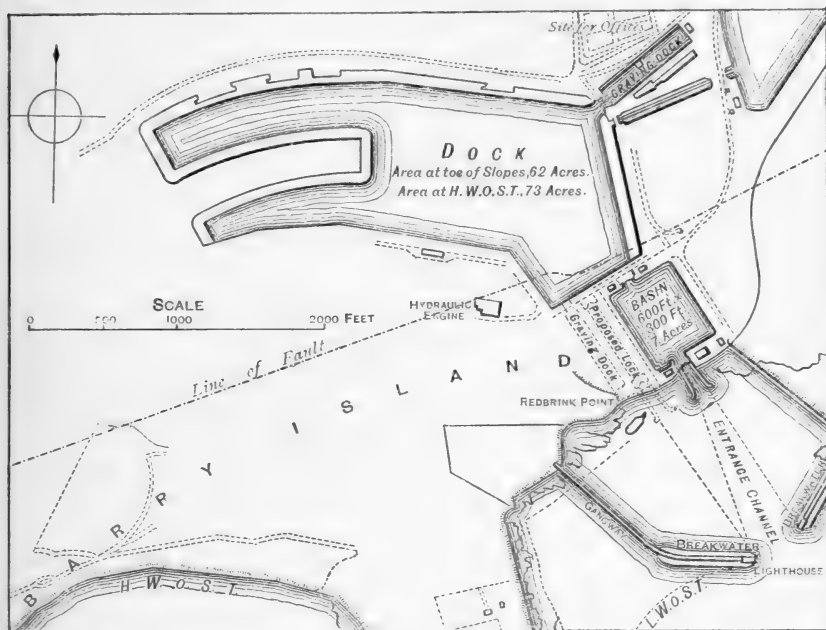 Site for Offices
GRAVING DOCK
DOCK
Area at toe of Slopes, 62 Acres.
Area at H.W.O.S.T., 73 Acres.
SCALE
0 500 1000 2000 FEET
HYDRAULIC
ENGINE
BASIN
600 Ft. x
300 Ft.
7 Acres
Proposed Lock
Graving Dock
Line of Fault
BARRY ISLAND
REDBRINK POINT
ENTRANCE CHANNEL
BREAKWATER
GANGWAY
BREAKWATER
LIGHTHOUSE
H.W.O.S.T.
L.W.O.S.T.